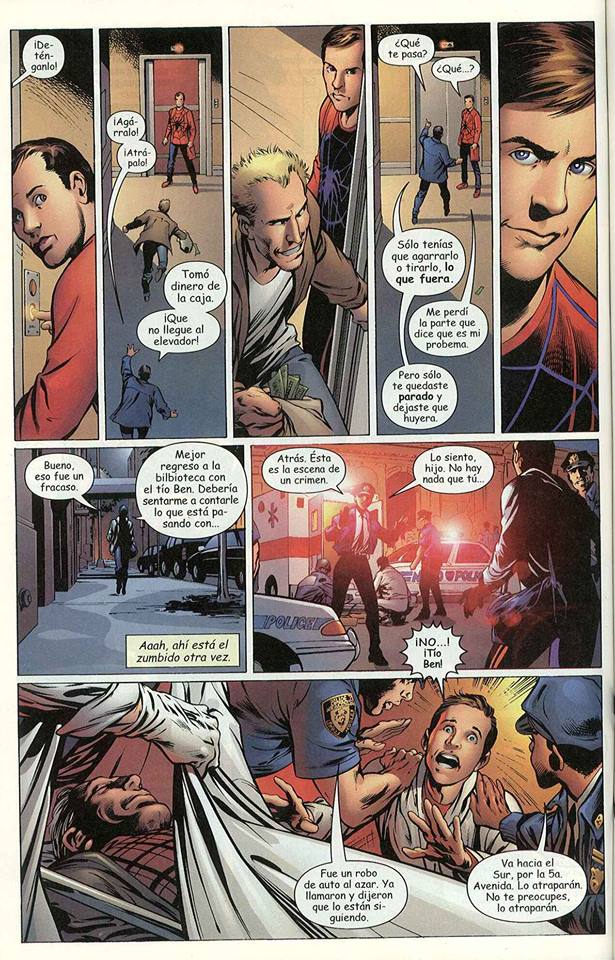 ¡De-
tén-
ganlo!
¡Agá-
rralo!
¡Atrá-
palo!
Tomó
dinero de
la caja.
¡Que
no llegue al
elevador!
¿Qué
te pasa?
¿Qué...?
Sólo tenías
que agarrarlo
o tirarlo, lo
que fuera.
Me perdí
la parte que
dice que es mi
probema.
Pero sólo
te quedaste
parado y
dejaste que
huyera.
Bueno,
eso fue un
fracaso.
Mejor
regreso a la
bilbioteca con
el tío Ben. Debería
sentarme a contarle
lo que está pa-
sando con...
Aaah, ahí está el
zumbido otra vez.
Atrás. Ésta
es la escena de
un crimen.
Lo siento,
hijo. No hay
nada que tú...
POLICE
POLICE
¡NO...!
¡Tío
Ben!
Fue un robo
de auto al azar. Ya
llamaron y dijeron
que lo están si-
guiendo.
Va hacia el
Sur, por la 5a.
Avenida. Lo atraparán.
No te preocupes,
lo atraparán.